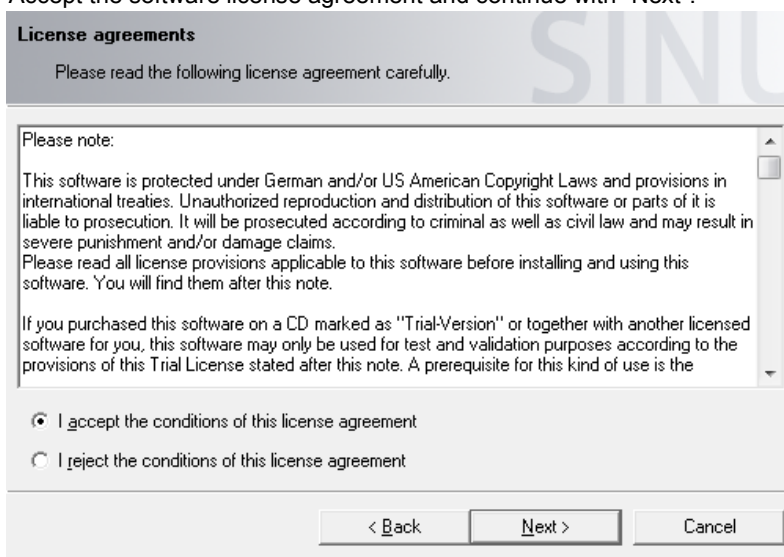 Accept the software license agreement and continue with "Next".
License agreements
Please read the following license agreement carefully.
SINU
Please note:
This software is protected under German and/or US American Copyright Laws and provisions in
international treaties. Unauthorized reproduction and distribution of this software or parts of it is
liable to prosecution. It will be prosecuted according to criminal as well as civil law and may result in
severe punishment and/or damage claims.
Please read all license provisions applicable to this software before installing and using this
software. You will find them after this note.
If you purchased this software on a CD marked as "Trial-Version" or together with another licensed
software for you, this software may only be used for test and validation purposes according to the
provisions of this Trial License stated after this note. A prerequisite for this kind of use is the
I accept the conditions of this license agreement
I reject the conditions of this license agreement
< Back Next > Cancel